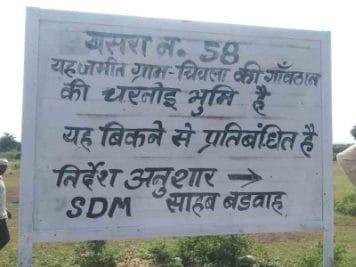 खसरा न. 58
यह जमीन ग्राम-चिचला की गाँवठान
की चरनोइ भुमि है
यह बिकने से प्रतिबंधित है
निर्देश अनुशार →
SDM साहब बडवाह